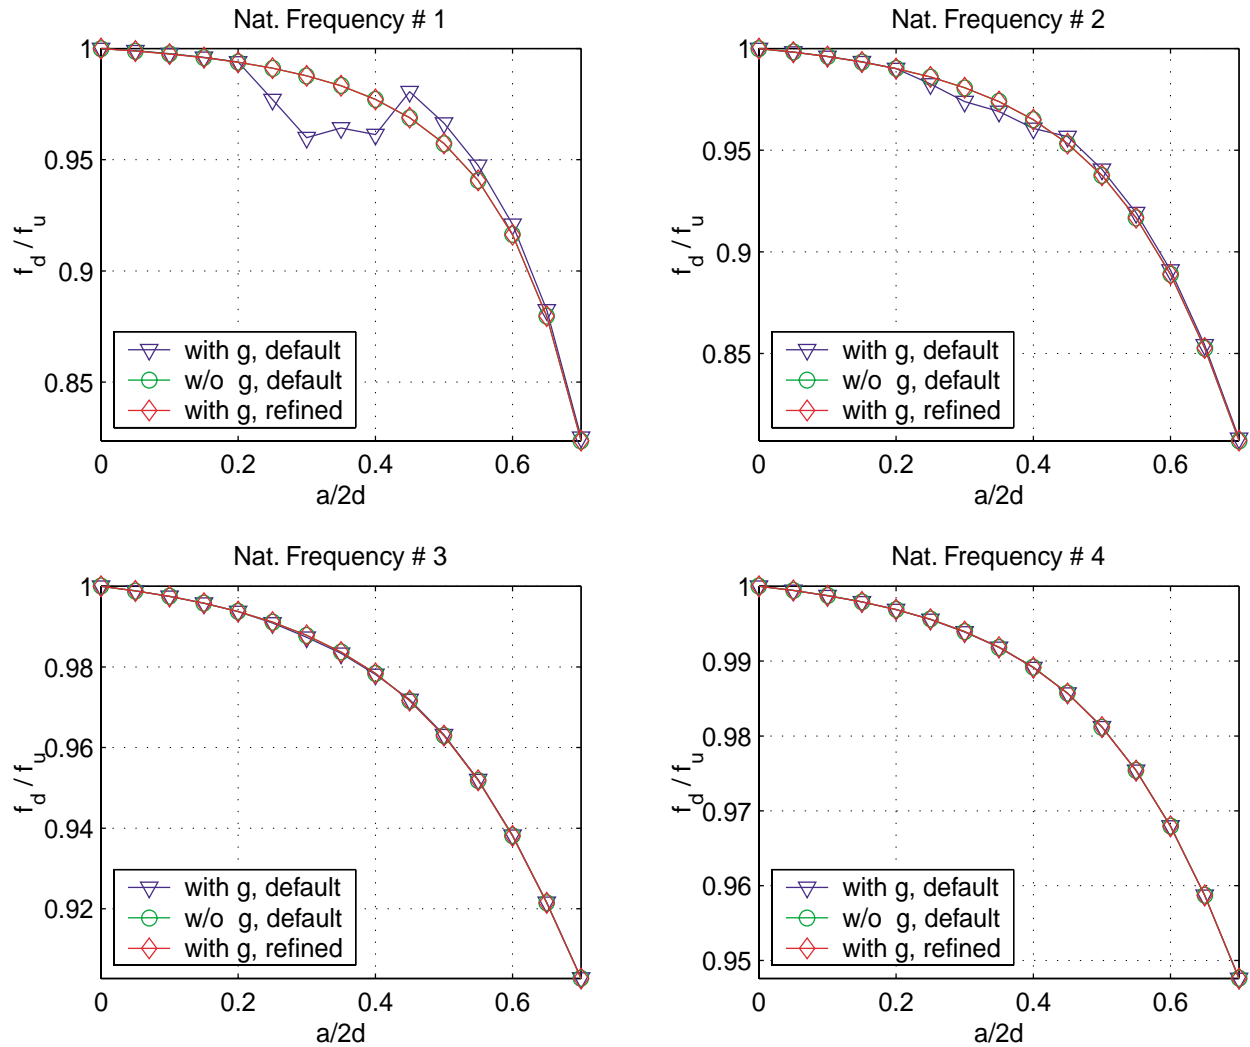 Nat. Frequency # 1
1
0.95
0.9
0.85
f_d / f_u
with g, default
w/o g, default
with g, refined
0 0.2 0.4 0.6
a/2d
Nat. Frequency # 2
1
0.95
0.9
0.85
f_d / f_u
with g, default
w/o g, default
with g, refined
0 0.2 0.4 0.6
a/2d
Nat. Frequency # 3
1
0.98
0.96
0.94
0.92
f_d / f_u
with g, default
w/o g, default
with g, refined
0 0.2 0.4 0.6
a/2d
Nat. Frequency # 4
1
0.99
0.98
0.97
0.96
0.95
f_d / f_u
with g, default
w/o g, default
with g, refined
0 0.2 0.4 0.6
a/2d